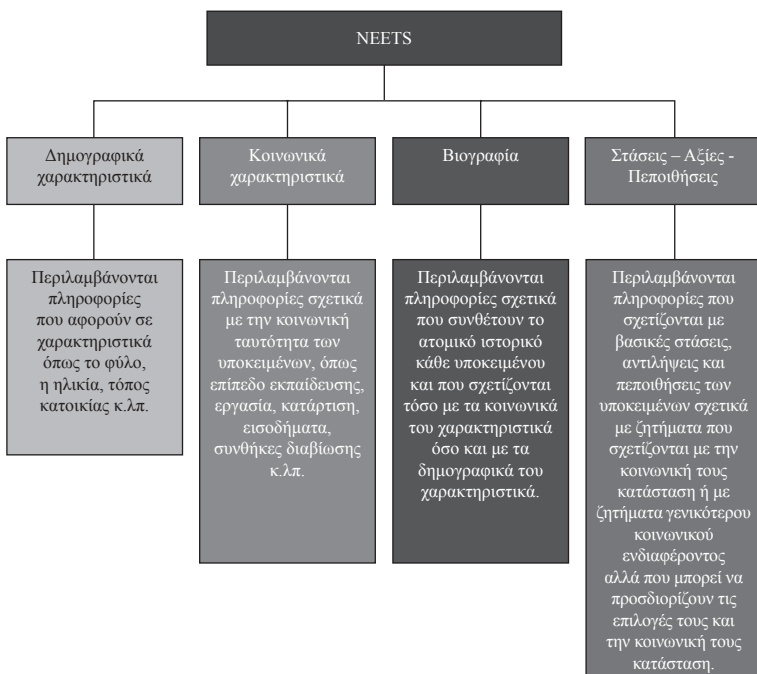 NEETS
Δημογραφικά
χαρακτηριστικά
Κοινωνικά
χαρακτηριστικά
Βιογραφία
Στάσεις – Αξίες -
Πεποιθήσεις
Περιλαμβάνονται
πληροφορίες
που αφορούν σε
χαρακτηριστικά
όπως το φύλο,
η ηλικία, τόπος
κατοικίας κ.λπ.
Περιλαμβάνονται
πληροφορίες σχετικά
με την κοινωνική
ταυτότητα των
υποκειμένων, όπως
επίπεδο εκπαίδευσης,
εργασία, κατάρτιση,
εισοδήματα,
συνθήκες διαβίωσης
κ.λπ.
Περιλαμβάνονται
πληροφορίες σχετικά
που συνθέτουν το
ατομικό ιστορικό
κάθε υποκειμένου
και που σχετίζονται
τόσο με τα κοινωνικά
του χαρακτηριστικά
όσο και με τα
δημογραφικά του
χαρακτηριστικά.
Περιλαμβάνονται
πληροφορίες που
σχετίζονται με
βασικές στάσεις,
αντιλήψεις και
πεποιθήσεις των
υποκειμένων σχετικά
με ζητήματα που
σχετίζονται με την
κοινωνική τους
κατάσταση ή με
ζητήματα γενικότερου
κοινωνικού
ενδιαφέροντος
αλλά που μπορεί να
προσδιορίζουν τις
επιλογές τους και
την κοινωνική τους
κατάσταση.